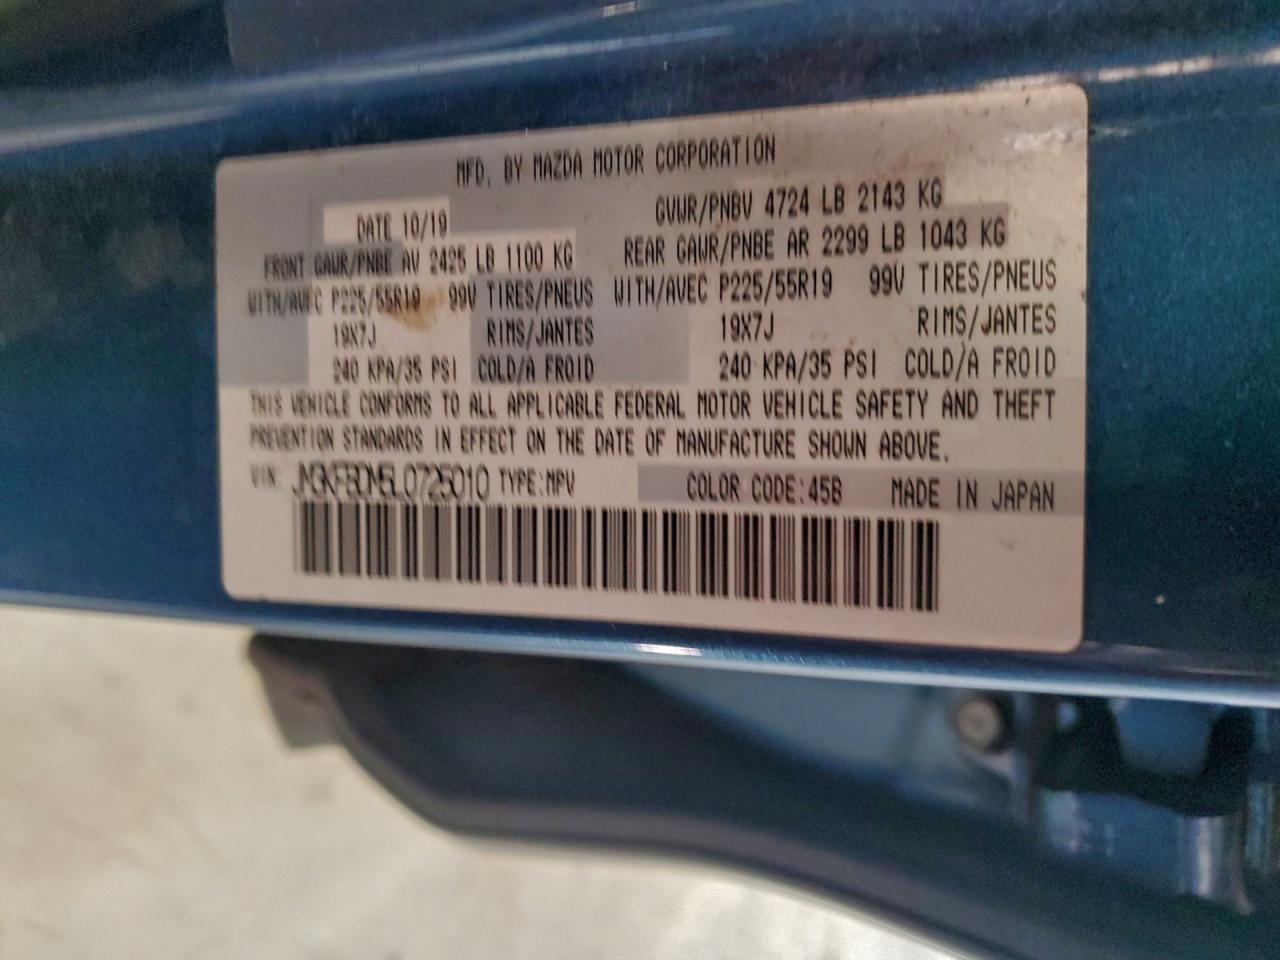 MFD. BY MAZDA MOTOR CORPORATION
DATE 10/19 GVWR/PNBV 4724 LB 2143 KG
FRONT GAWR/PNBE AV 2425 LB 1100 KG REAR GAWR/PNBE AR 2299 LB 1043 KG
WITH/AVEC P225/55R19 99V TIRES/PNEUS WITH/AVEC P225/55R19 99V TIRES/PNEUS
19X7J RIMS/JANTES 19X7J RIMS/JANTES
240 KPA/35 PSI COLD/A FROID 240 KPA/35 PSI COLD/A FROID
THIS VEHICLE CONFORMS TO ALL APPLICABLE FEDERAL MOTOR VEHICLE SAFETY AND THEFT
PREVENTION STANDARDS IN EFFECT ON THE DATE OF MANUFACTURE SHOWN ABOVE.
VIN: JM3KFBDM5L0725010 TYPE:MPV COLOR CODE:45B MADE IN JAPAN